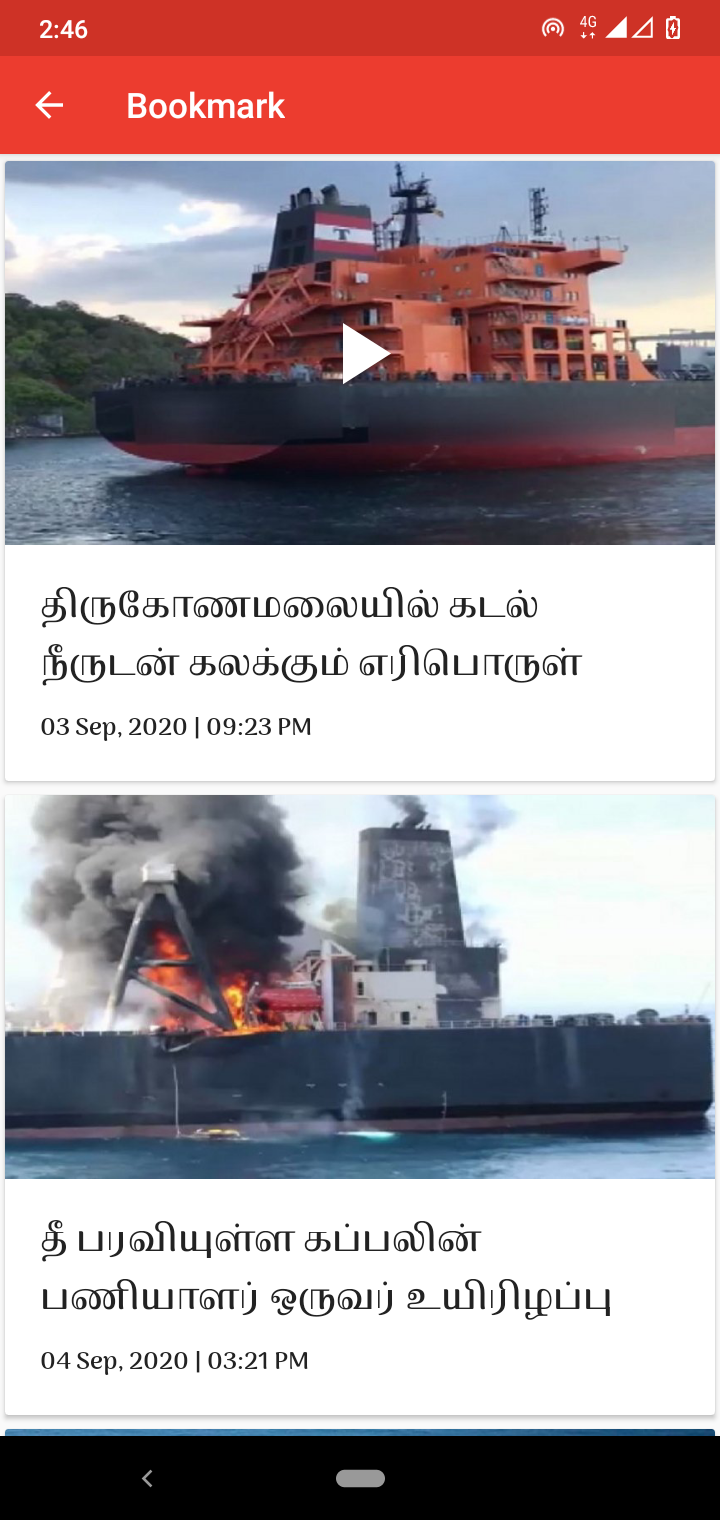 2:46
4G
Bookmark
T
திருகோணமலையில் கடல்
நீருடன் கலக்கும் எரிபொருள்
03 Sep, 2020 | 09:23 PM
தீ பரவியுள்ள கப்பலின்
பணியாளர் ஒருவர் உயிரிழப்பு
04 Sep, 2020 | 03:21 PM